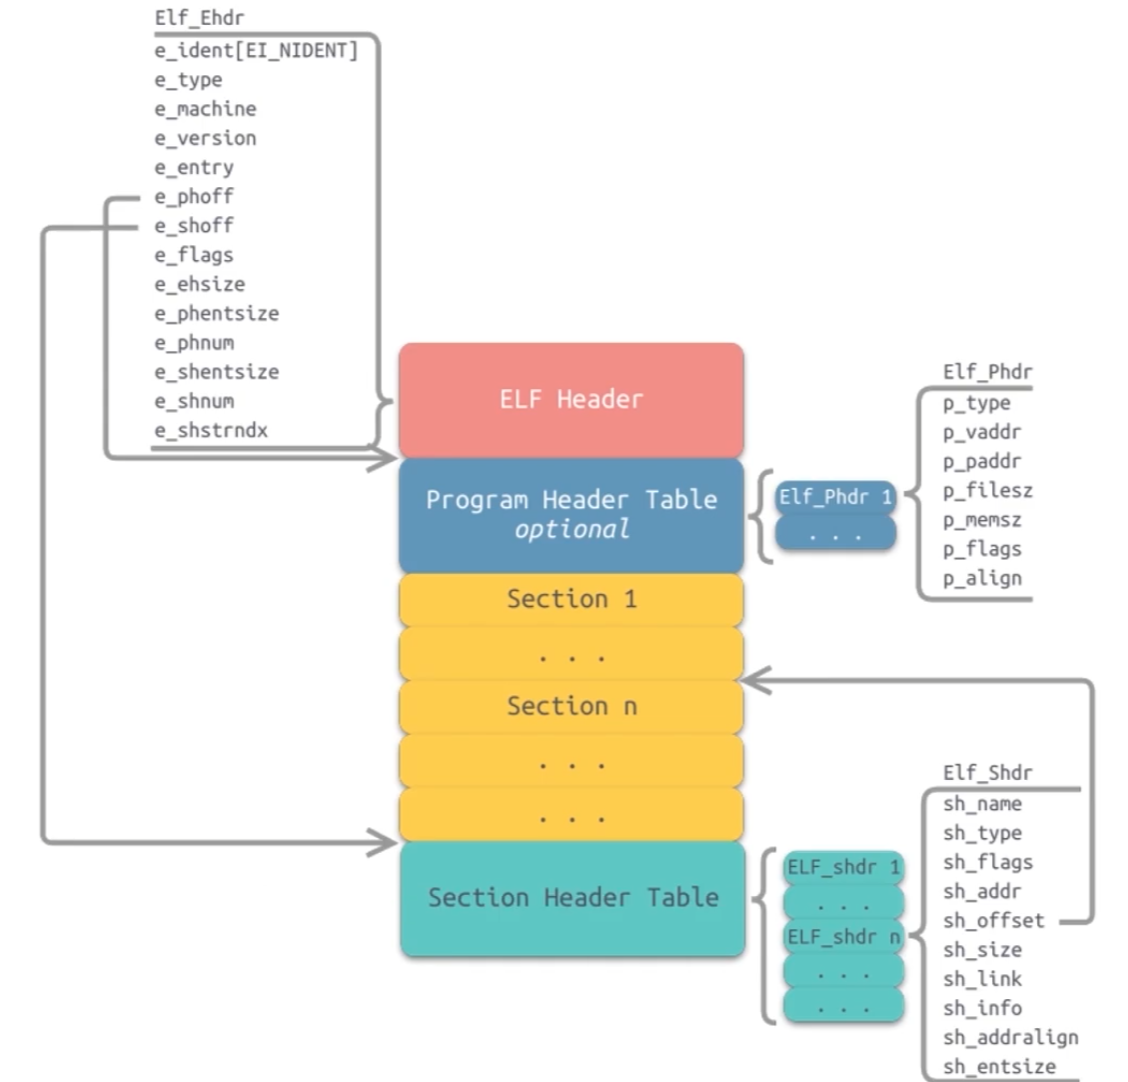 Elf_Ehdr
e_ident[EI_NIDENT]
e_type
e_machine
e_version
e_entry
e_phoff
e_shoff
e_flags
e_ehsize
e_phentsize
e_phnum
e_shentsize
e_shnum
e_shstrndx
ELF Header
Program Header Table
optional
Section 1
. . .
Section n
. . .
. . .
Section Header Table
Elf_Phdr 1
. . .
Elf_Phdr
p_type
p_vaddr
p_paddr
p_filesz
p_memsz
p_flags
p_align
ELF_shdr 1
. . .
ELF_shdr n
. . .
. . .
Elf_Shdr
sh_name
sh_type
sh_flags
sh_addr
sh_offset
sh_size
sh_link
sh_info
sh_addralign
sh_entsize